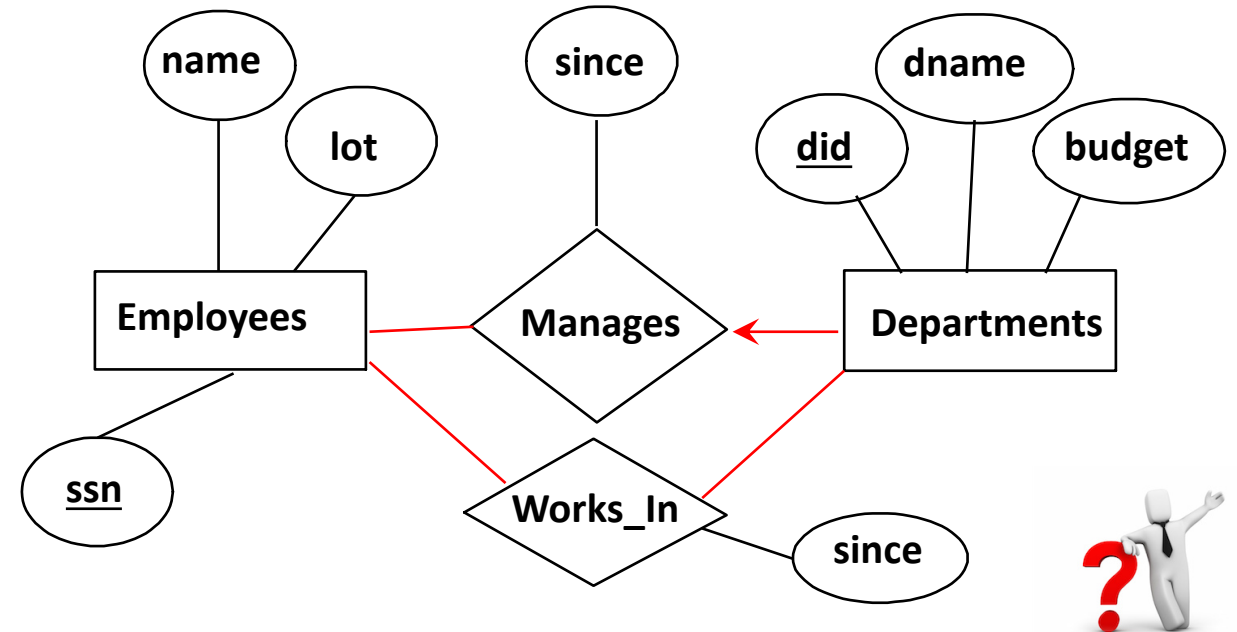 name
since
dname
lot
did
budget
Employees
Manages
Departments
ssn
Works_In
since
?